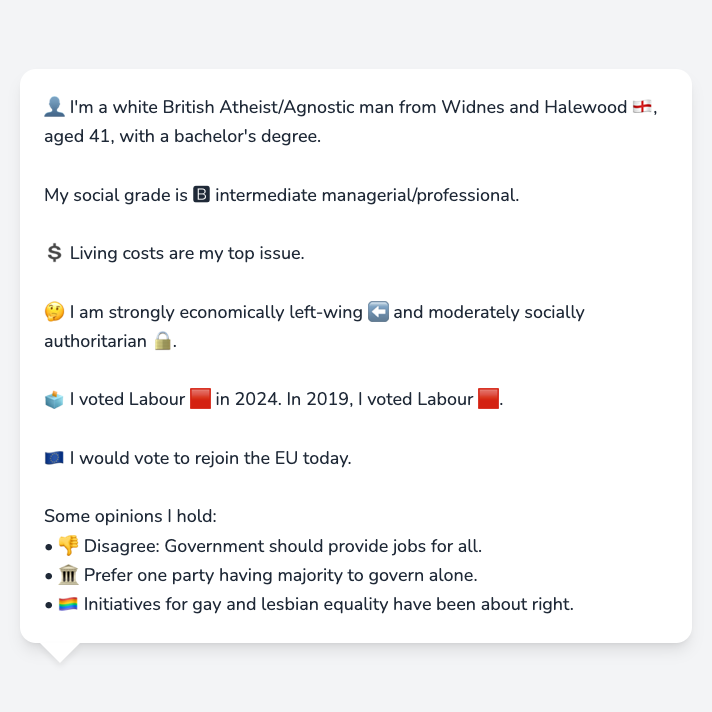 👤 I'm a white British Atheist/Agnostic man from Widnes and Halewood 🏴󠁧󠁢󠁥󠁮󠁧󠁿,
aged 41, with a bachelor's degree.
My social grade is 🅱 intermediate managerial/professional.
💲 Living costs are my top issue.
🤔 I am strongly economically left-wing ⬅️ and moderately socially
authoritarian 🔒.
🗳️ I voted Labour 🟥 in 2024. In 2019, I voted Labour 🟥.
🇪🇺 I would vote to rejoin the EU today.
Some opinions I hold:
• 👎 Disagree: Government should provide jobs for all.
• 🏛️ Prefer one party having majority to govern alone.
• 🏳️‍🌈 Initiatives for gay and lesbian equality have been about right.